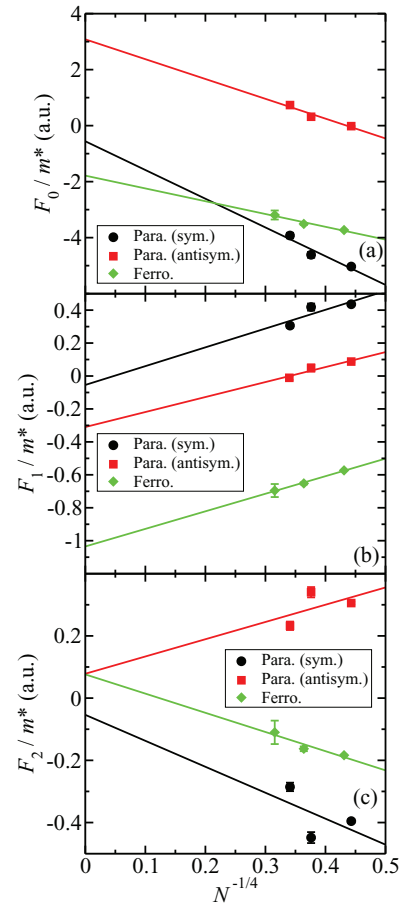 4
2
0
-2
-4
F0 / m* (a.u.)
Para. (sym.)
Para. (antisym.)
Ferro.
(a)
0.4
0.2
0
-0.2
-0.4
-0.6
-0.8
-1
F1 / m* (a.u.)
Para. (sym.)
Para. (antisym.)
Ferro.
(b)
0.2
0
-0.2
-0.4
F2 / m* (a.u.)
Para. (sym.)
Para. (antisym.)
Ferro.
(c)
0 0.1 0.2 0.3 0.4 0.5
N^-1/4